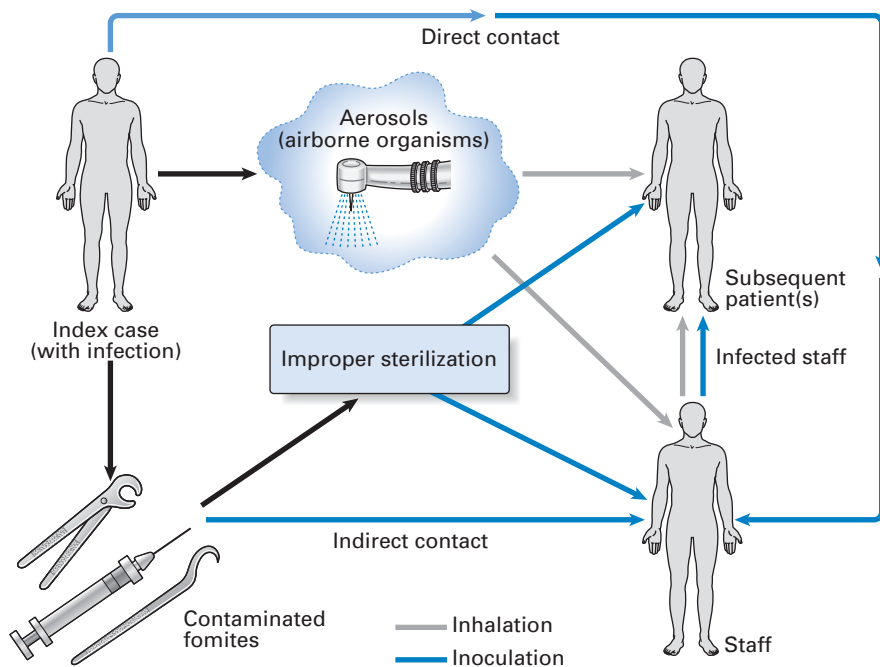 Direct contact
Aerosols
(airborne organisms)
Subsequent
patient(s)
Index case
(with infection)
Improper sterilization
Infected staff
Indirect contact
Contaminated
fomites
Inhalation
Inoculation
Staff